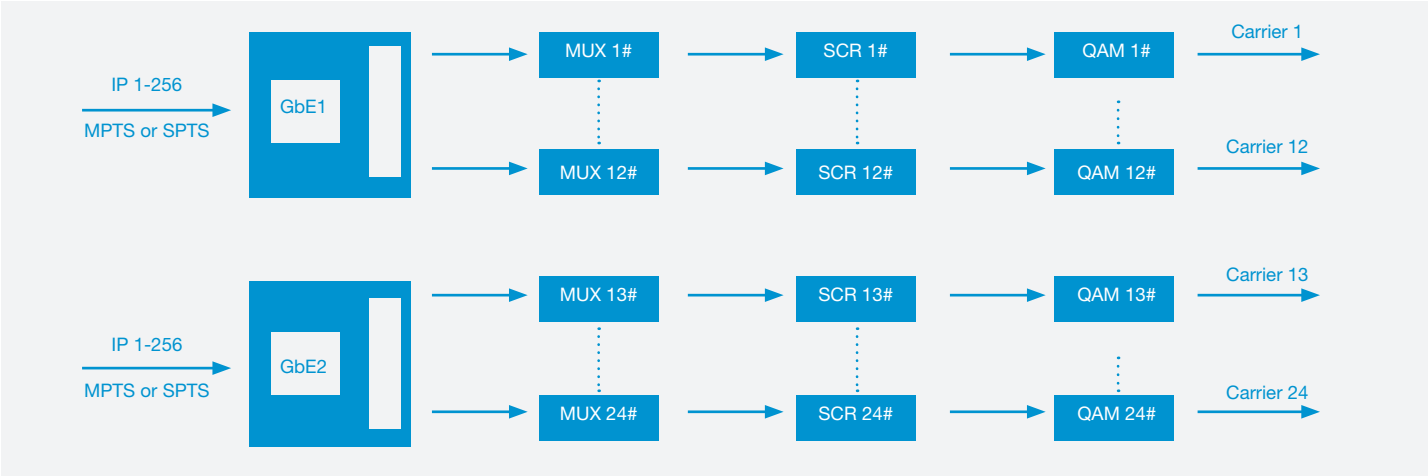 IP 1-256
MPTS or SPTS
GbE1
MUX 1#
SCR 1#
QAM 1#
Carrier 1
MUX 12#
SCR 12#
QAM 12#
Carrier 12
IP 1-256
MPTS or SPTS
GbE2
MUX 13#
SCR 13#
QAM 13#
Carrier 13
MUX 24#
SCR 24#
QAM 24#
Carrier 24